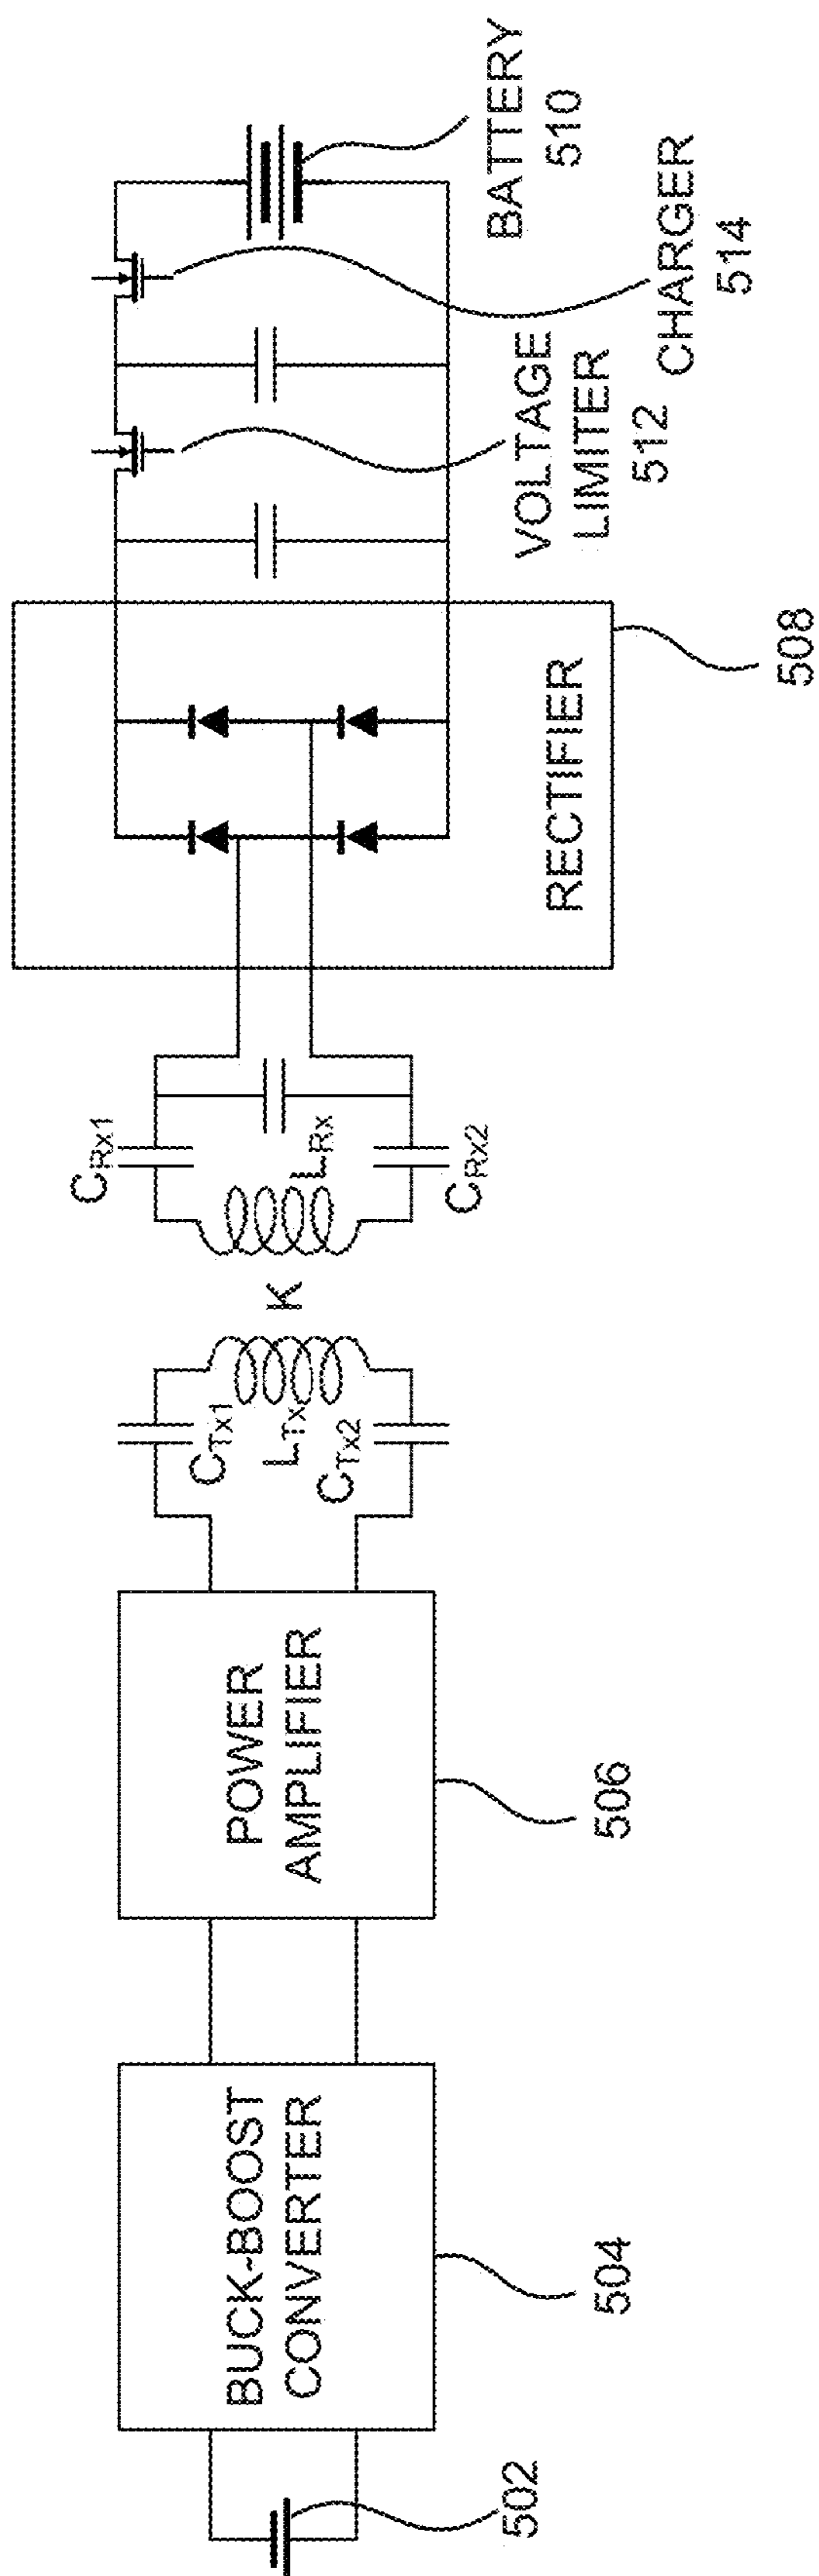 502
BUCK-BOOST
CONVERTER
504
POWER
AMPLIFIER
506
CTx1
LTx
CTx2
K
CRx1
LRx
CRx2
RECTIFIER
508
VOLTAGE
LIMITER
512
CHARGER
514
BATTERY
510